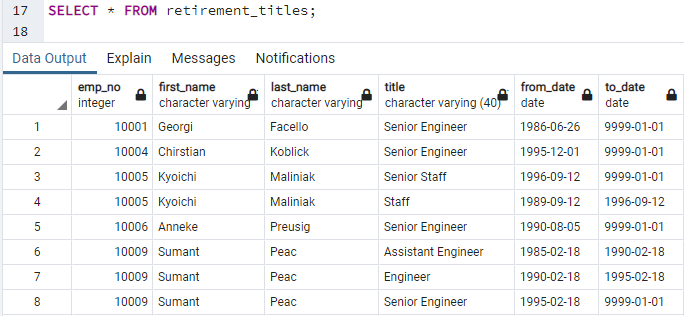 17 SELECT * FROM retirement_titles;
18
Data Output Explain Messages Notifications
emp_no first_name last_name title from_date to_date
integer character varying character varying character varying (40) date date
1 10001 Georgi Facello Senior Engineer 1986-06-26 9999-01-01
2 10004 Chirstian Koblick Senior Engineer 1995-12-01 9999-01-01
3 10005 Kyoichi Maliniak Senior Staff 1996-09-12 9999-01-01
4 10005 Kyoichi Maliniak Staff 1989-09-12 1996-09-12
5 10006 Anneke Preusig Senior Engineer 1990-08-05 9999-01-01
6 10009 Sumant Peac Assistant Engineer 1985-02-18 1990-02-18
7 10009 Sumant Peac Engineer 1990-02-18 1995-02-18
8 10009 Sumant Peac Senior Engineer 1995-02-18 9999-01-01